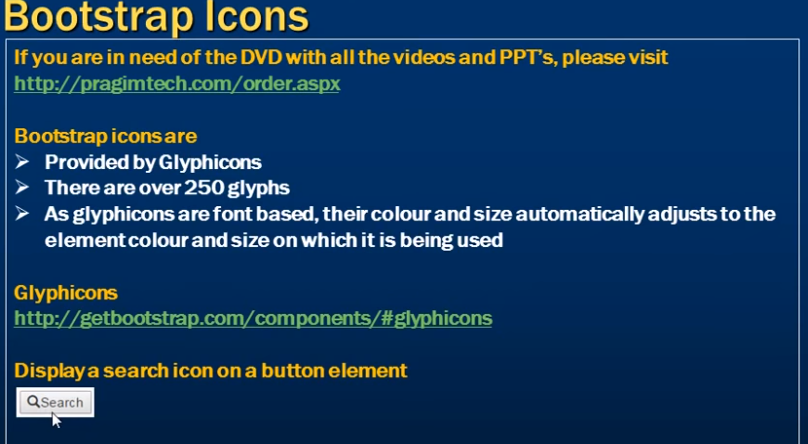 Bootstrap Icons
If you are in need of the DVD with all the videos and PPT's, please visit
http://pragimtech.com/order.aspx
Bootstrap icons are
Provided by Glyphicons
There are over 250 glyphs
As glyphicons are font based, their colour and size automatically adjusts to the
element colour and size on which it is being used
Glyphicons
http://getbootstrap.com/components/#glyphicons
Display a search icon on a button element
Search